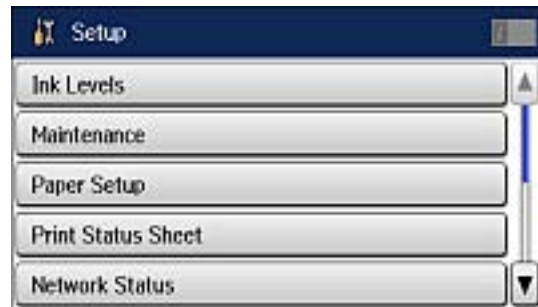 Setup
Ink Levels
Maintenance
Paper Setup
Print Status Sheet
Network Status